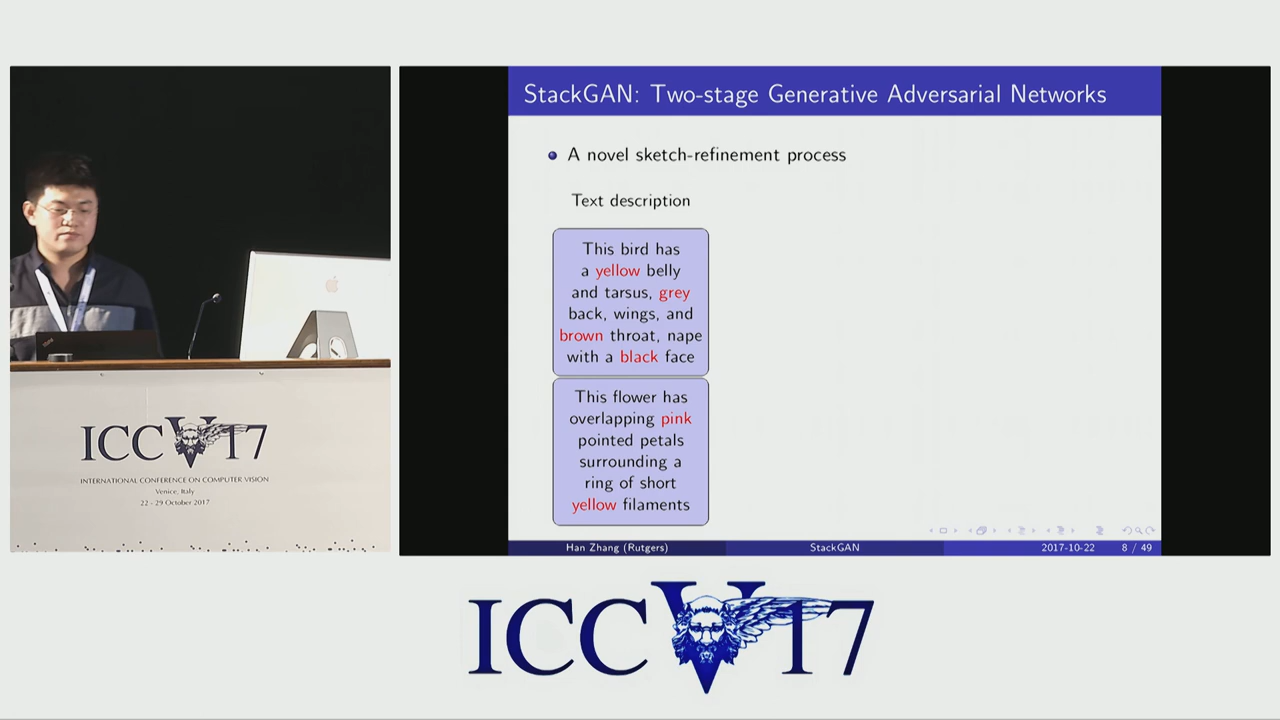 StackGAN: Two-stage Generative Adversarial Networks
A novel sketch-refinement process
Text description
This bird has
a yellow belly
and tarsus, grey
back, wings, and
brown throat, nape
with a black face
This flower has
overlapping pink
pointed petals
surrounding a
ring of short
yellow filaments
Han Zhang (Rutgers) StackGAN 2017-10-22 8 / 49
ICCV17
INTERNATIONAL CONFERENCE ON COMPUTER VISION
Venice, Italy
22 - 29 October 2017
ICCV17